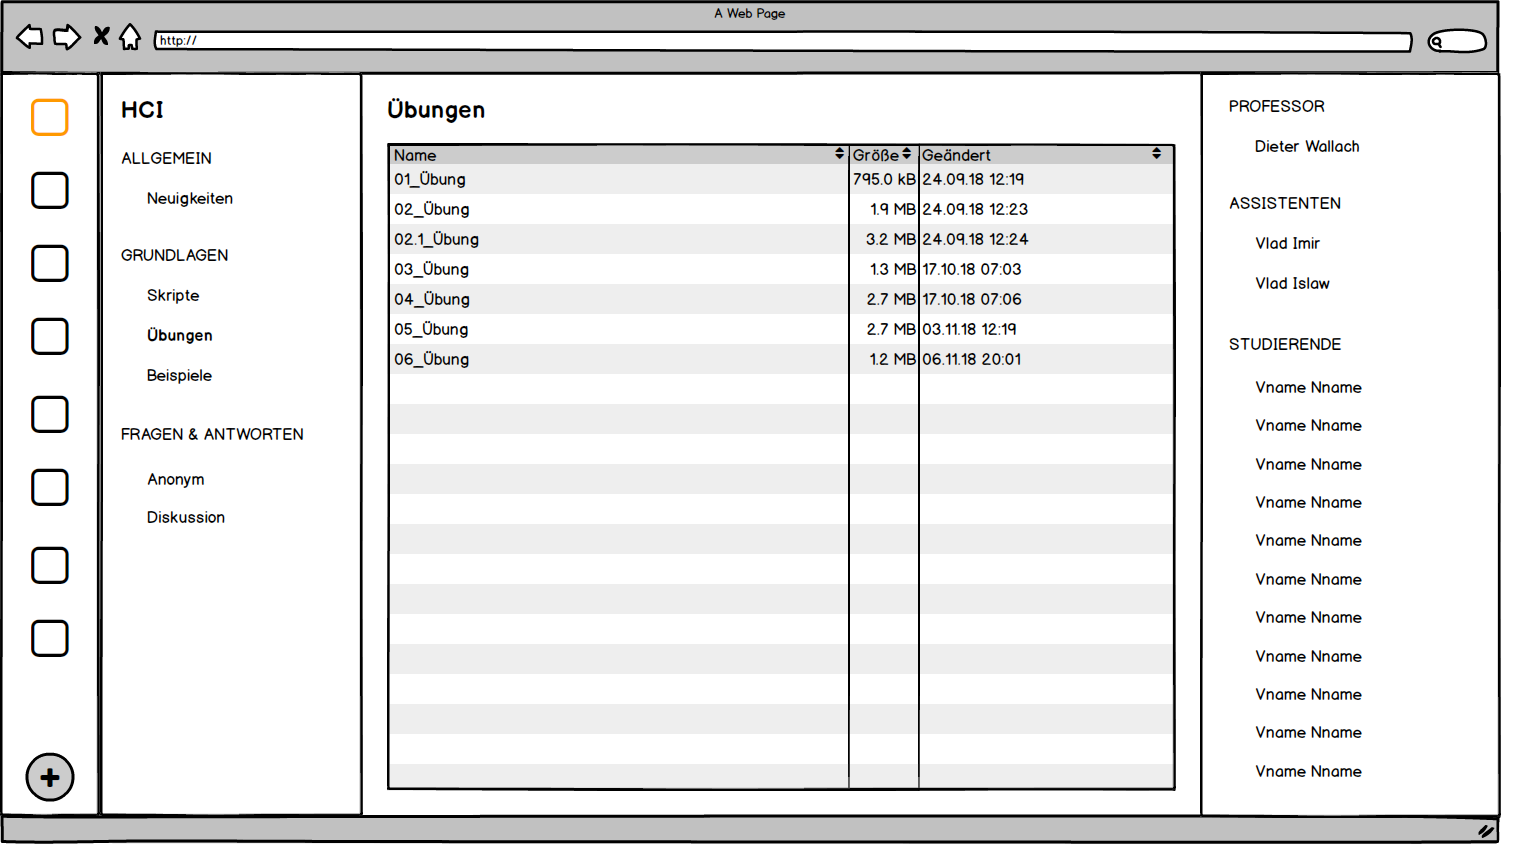 A Web Page
http://
HCI
ALLGEMEIN
Neuigkeiten
GRUNDLAGEN
Skripte
Übungen
Beispiele
FRAGEN & ANTWORTEN
Anonym
Diskussion
Übungen
Name Größe Geändert
01_Übung 795.0 kB 24.09.18 12:19
02_Übung 1.9 MB 24.09.18 12:23
02.1_Übung 3.2 MB 24.09.18 12:24
03_Übung 1.3 MB 17.10.18 07:03
04_Übung 2.7 MB 17.10.18 07:06
05_Übung 2.7 MB 03.11.18 12:19
06_Übung 1.2 MB 06.11.18 20:01
PROFESSOR
Dieter Wallach
ASSISTENTEN
Vlad Imir
Vlad Islaw
STUDIERENDE
Vname Nname
Vname Nname
Vname Nname
Vname Nname
Vname Nname
Vname Nname
Vname Nname
Vname Nname
Vname Nname
Vname Nname
Vname Nname